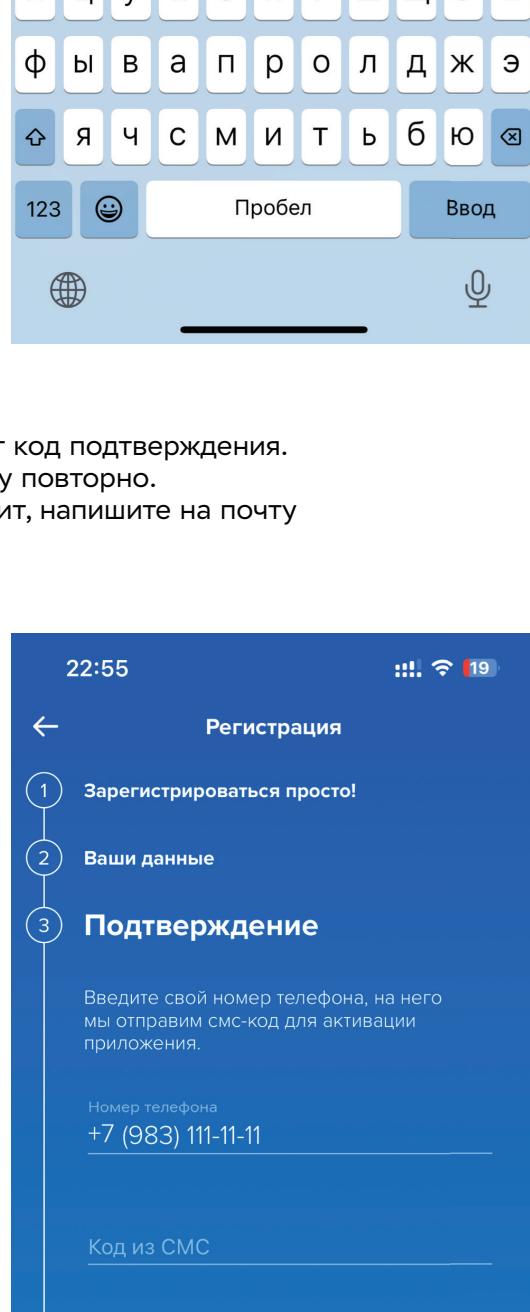 ф ы в а п р о л д ж э
я ч с м и т ь б ю
123 Пробел Ввод
код подтверждения.
повторно.
напишите на почту
22:55 19
Регистрация
1 Зарегистрироваться просто!
2 Ваши данные
3 Подтверждение
Введите свой номер телефона, на него
мы отправим смс-код для активации
приложения.
Номер телефона
+7 (983) 111-11-11
Код из СМС